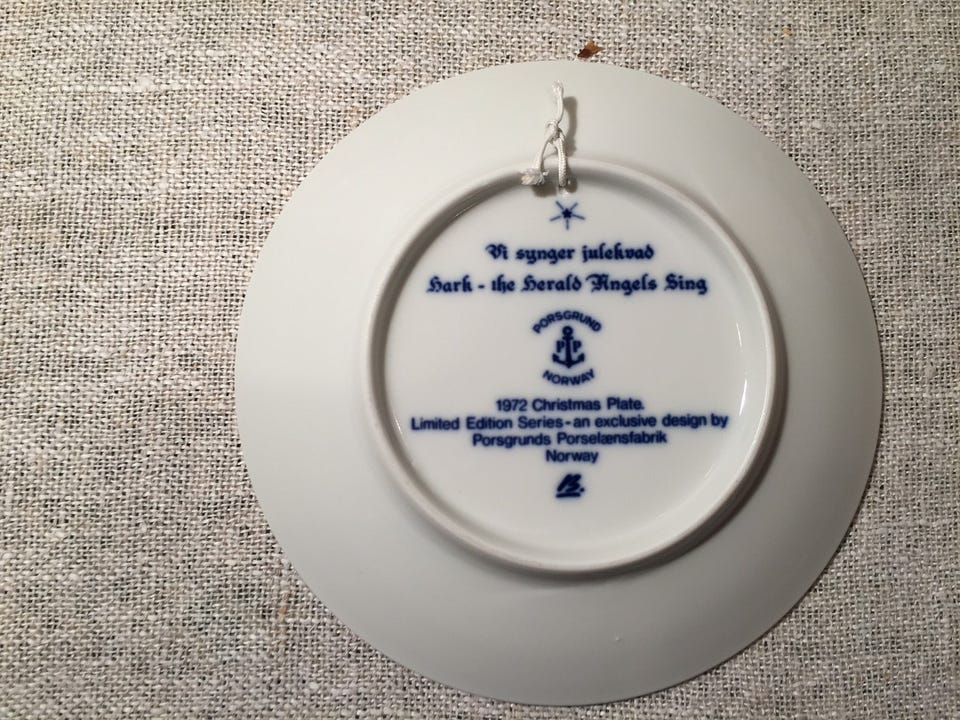 Vi synger julekvad
Hark - the Herald Angels Sing
PORSGRUND
P P
NORWAY
1972 Christmas Plate.
Limited Edition Series-an exclusive design by
Porsgrunds Porselænsfabrik
Norway